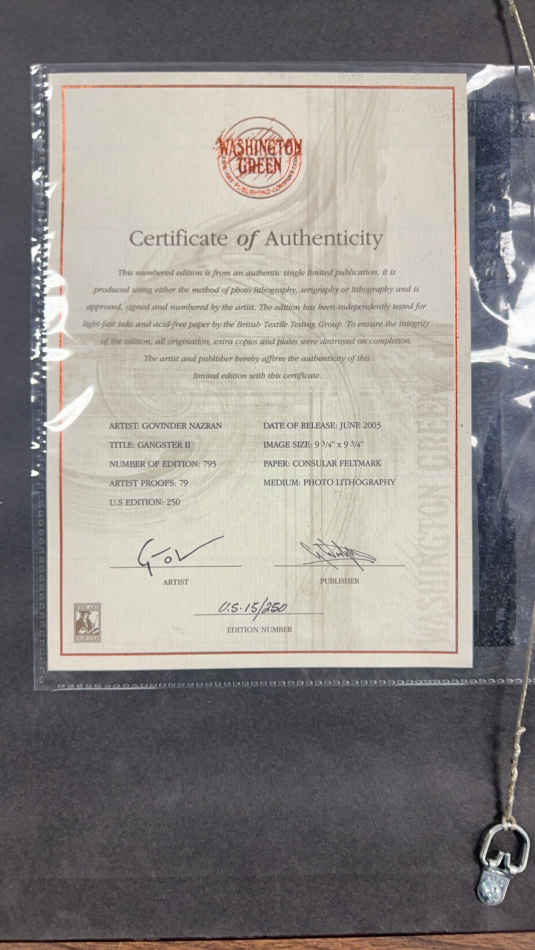 WASHINGTON
GREEN
Certificate of Authenticity
This numbered edition is from an authentic single limited publication, it is
produced using either the method of photo lithography, serigraphy or lithography and is
approved, signed and numbered by the artist. The edition has been independently tested for
light-fast inks and acid-free paper by the British Textile Testing Group. To ensure the integrity
of the edition, all origination, extra copies and plates were destroyed on completion.
The artist and publisher hereby affirm the authenticity of this
limited edition with this certificate.
ARTIST: GOVINDER NAZRAN
TITLE: GANGSTER II
NUMBER OF EDITION: 795
ARTIST PROOFS: 79
U.S EDITION: 250
DATE OF RELEASE: JUNE 2003
IMAGE SIZE: 9 3/4" x 9 3/4"
PAPER: CONSULAR FELTMARK
MEDIUM: PHOTO LITHOGRAPHY
ARTIST
PUBLISHER
U.S. 15/250
EDITION NUMBER